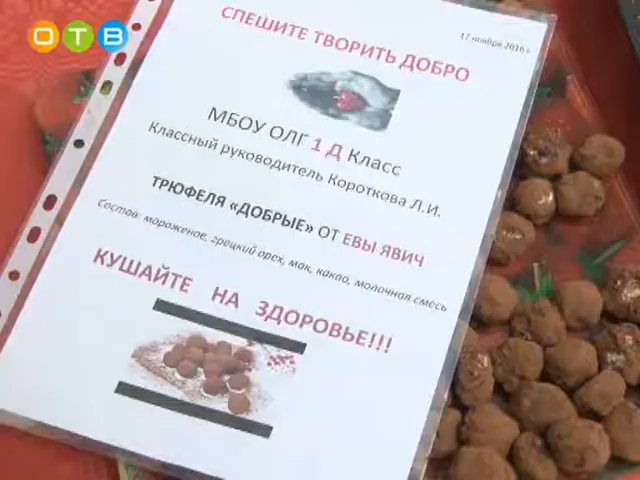 ОТВ
СПЕШИТЕ ТВОРИТЬ ДОБРО
17 ноября 2016 г.
МБОУ ОЛГ 1 Д Класс
Классный руководитель Короткова Л.И.
ТРЮФЕЛЯ «ДОБРЫЕ» ОТ ЕВЫ ЯВИЧ
Состав: мороженое, грецкий орех, мак, какао, молочная смесь
КУШАЙТЕ НА ЗДОРОВЬЕ!!!